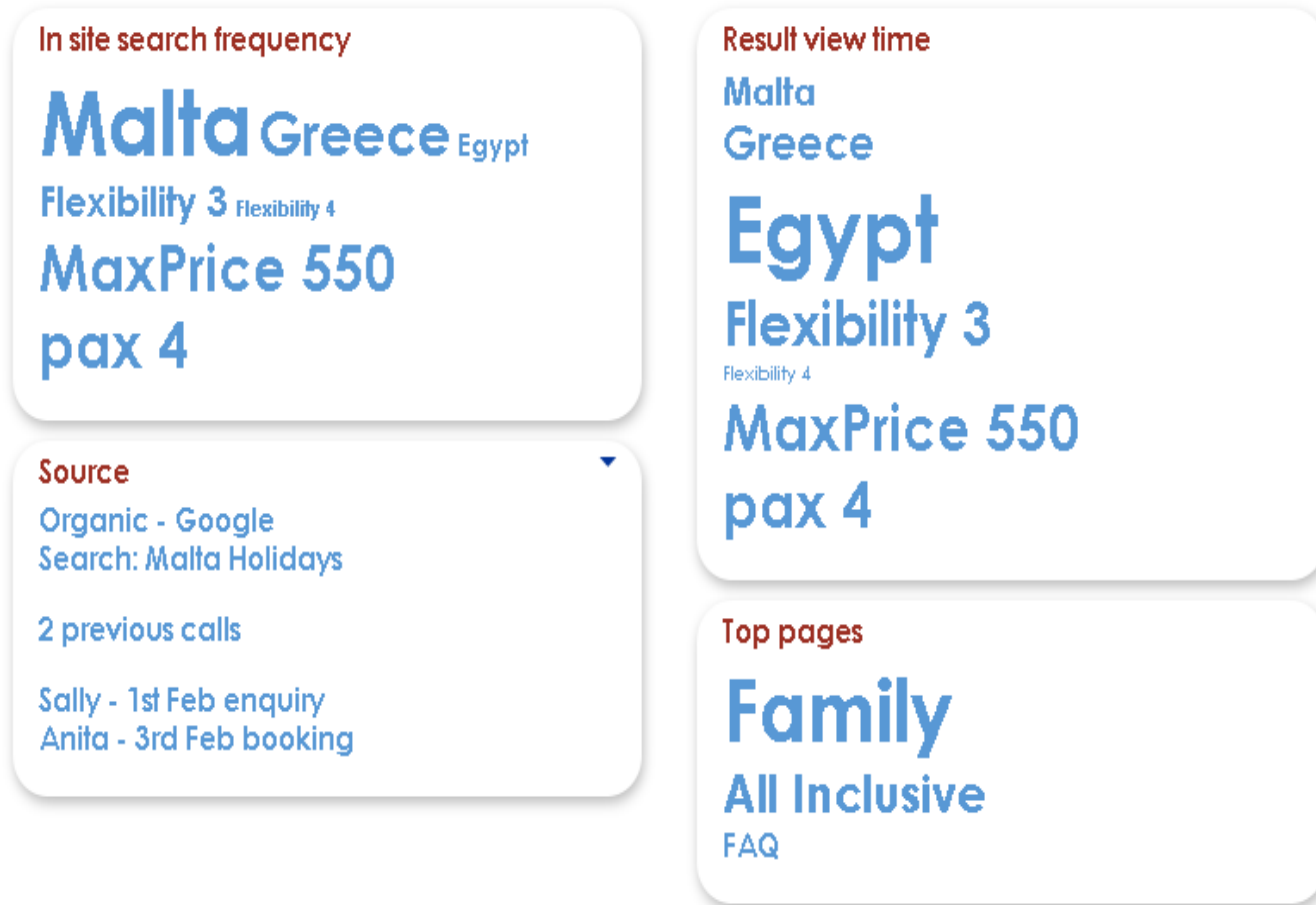 In site search frequency
Malta Greece Egypt
Flexibility 3 Flexibility 4
MaxPrice 550
pax 4
Source
Organic - Google
Search: Malta Holidays
2 previous calls
Sally - 1st Feb enquiry
Anita - 3rd Feb booking
Result view time
Malta
Greece
Egypt
Flexibility 3
Flexibility 4
MaxPrice 550
pax 4
Top pages
Family
All Inclusive
FAQ